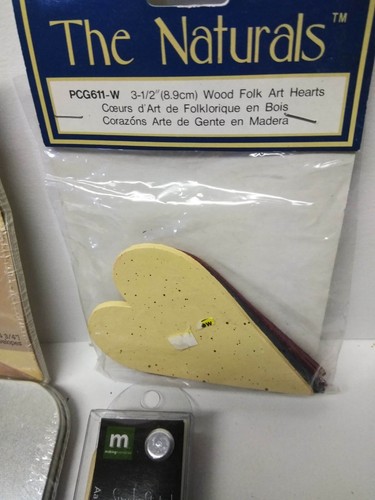 The Naturals™
PCG611-W 3-1/2"(8.9cm) Wood Folk Art Hearts
Cœurs d'Art de Folklorique en Bois
Corazóns Arte de Gente en Madera
m